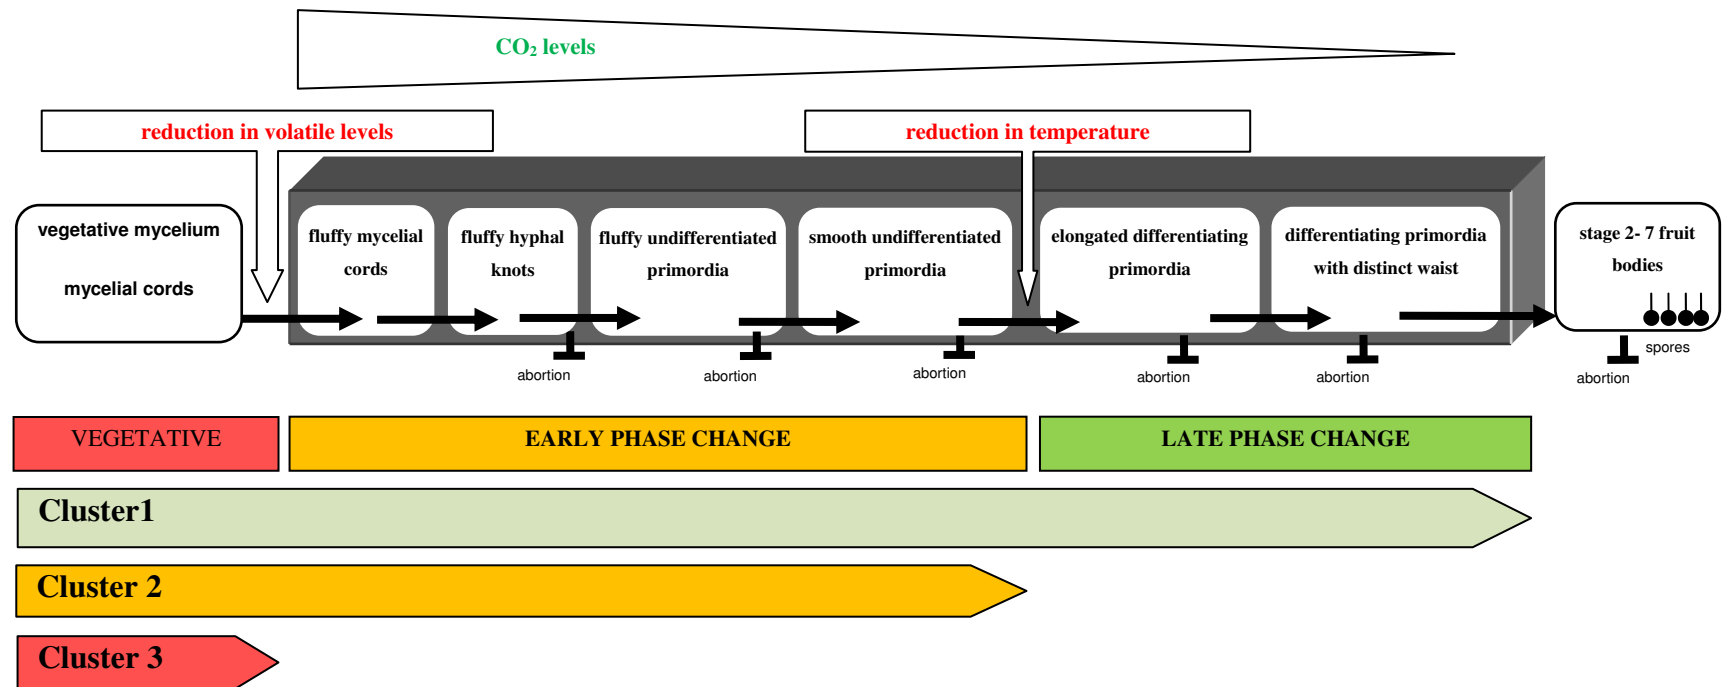 CO₂ levels
reduction in volatile levels
reduction in temperature
vegetative mycelium
mycelial cords
fluffy mycelial
cords
fluffy hyphal
knots
fluffy undifferentiated
primordia
smooth undifferentiated
primordia
elongated differentiating
primordia
differentiating primordia
with distinct waist
stage 2- 7 fruit
bodies
spores
abortion
abortion
abortion
abortion
abortion
abortion
VEGETATIVE
EARLY PHASE CHANGE
LATE PHASE CHANGE
Cluster1
Cluster 2
Cluster 3